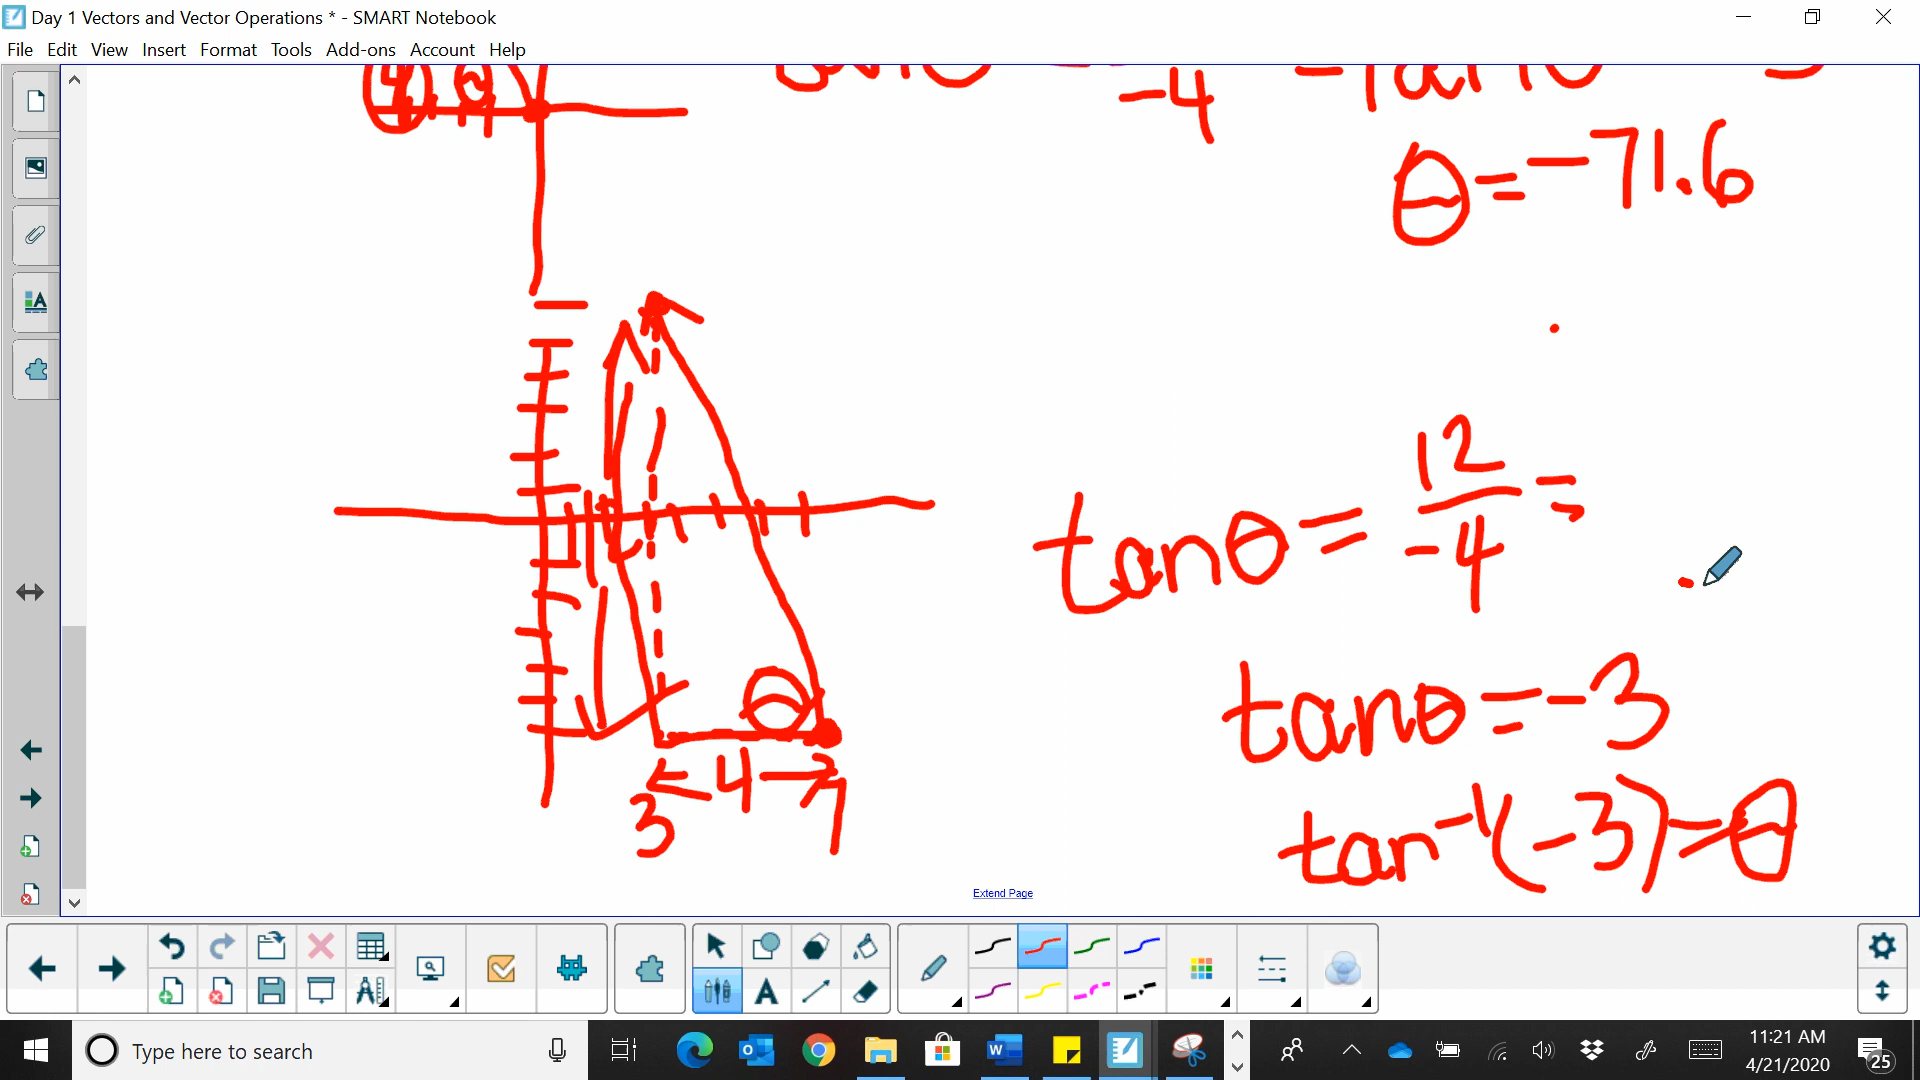 Day 1 Vectors and Vector Operations * - SMART Notebook
File Edit View Insert Format Tools Add-ons Account Help
tanθ = -4
θ = -71.6
tanθ = 12/-4 =
tanθ = -3
tan⁻¹(-3) = θ
θ
4
3 7
Extend Page
Type here to search
11:21 AM
4/21/2020
25